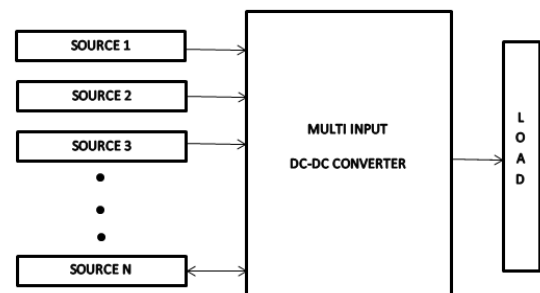 SOURCE 1
SOURCE 2
SOURCE 3
SOURCE N
MULTI INPUT
DC-DC CONVERTER
L
O
A
D